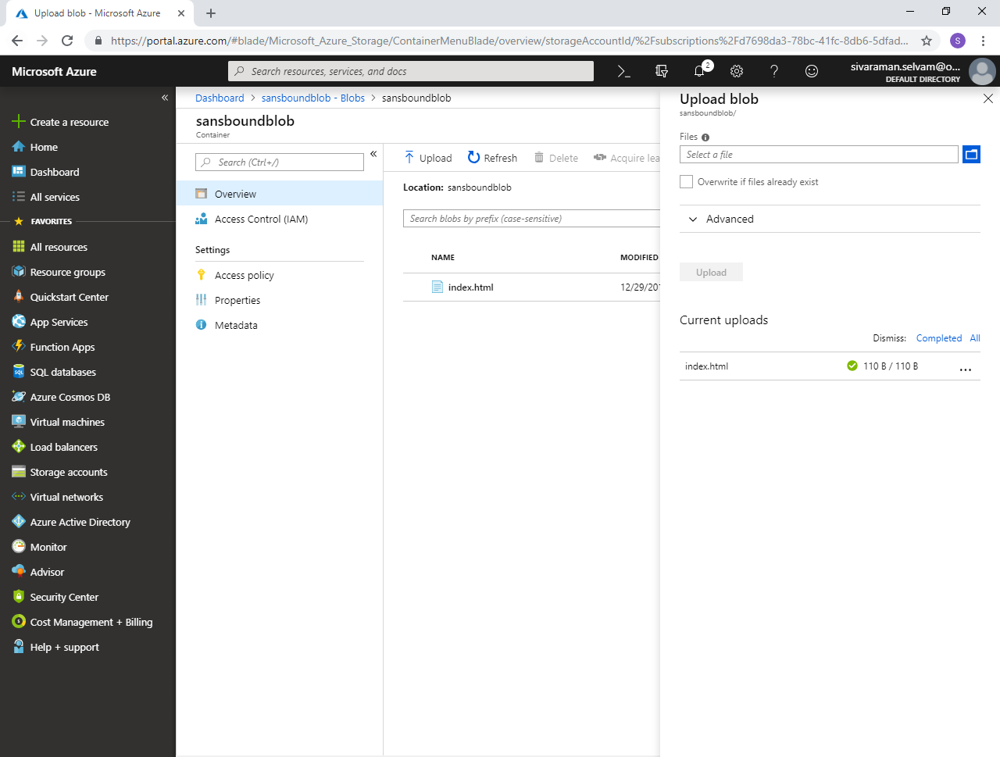 Upload blob - Microsoft Azure
https://portal.azure.com/#blade/Microsoft_Azure_Storage/ContainerMenuBlade/overview/storageAccountId/%2Fsubscriptions%2Fd7698da3-78bc-41fc-8db6-5dfad...
S
Microsoft Azure
Search resources, services, and docs
2
sivaraman.selvam@o...
DEFAULT DIRECTORY
Create a resource
Home
Dashboard
All services
FAVORITES
All resources
Resource groups
Quickstart Center
App Services
Function Apps
SQL databases
Azure Cosmos DB
Virtual machines
Load balancers
Storage accounts
Virtual networks
Azure Active Directory
Monitor
Advisor
Security Center
Cost Management + Billing
Help + support
Dashboard > sansboundblob - Blobs > sansboundblob
sansboundblob
Container
Search (Ctrl+/)
Overview
Access Control (IAM)
Settings
Access policy
Properties
Metadata
Upload Refresh Delete Acquire lea
Location: sansboundblob
Search blobs by prefix (case-sensitive)
NAME MODIFIED
index.html 12/29/201
Upload blob
sansboundblob/
Files
Select a file
Overwrite if files already exist
Advanced
Upload
Current uploads
Dismiss: Completed All
index.html 110 B / 110 B ...